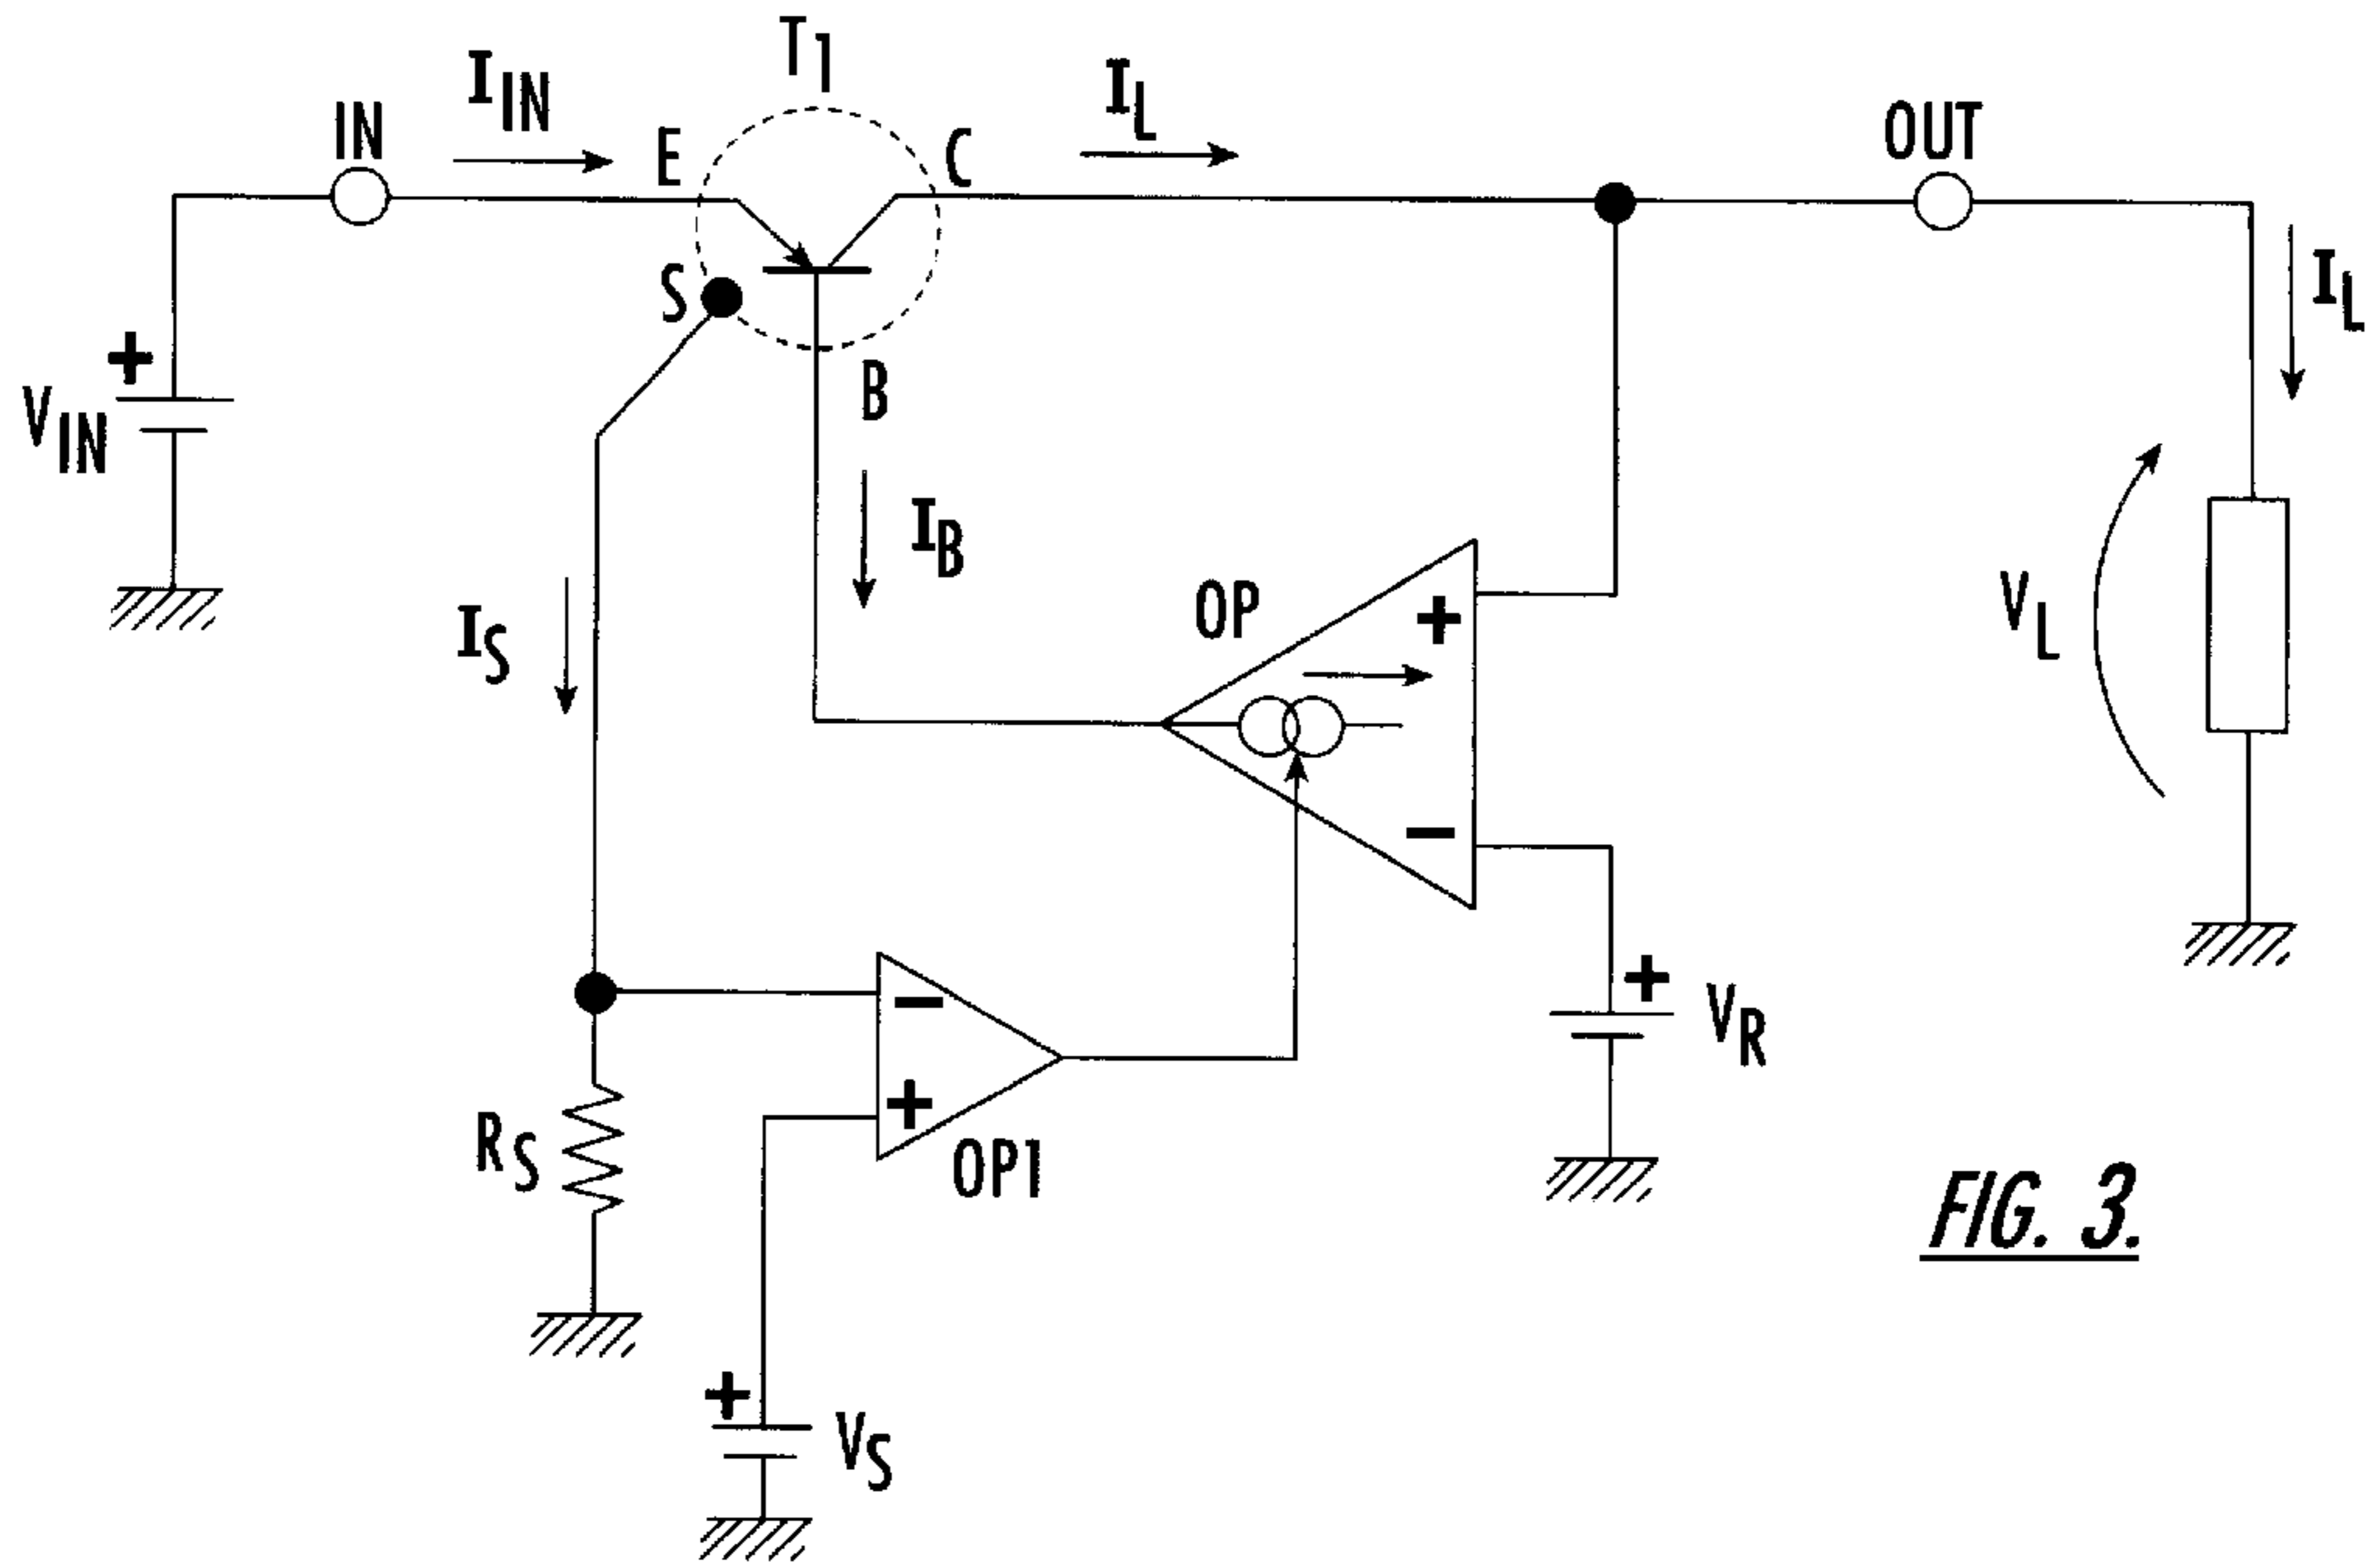 T1
IIN
IL
IN
E
C
OUT
S
IL
+
VIN
B
IB
OP
+
IS
VL
−
−
+
VR
+
RS
OP1
FIG. 3.
+
VS